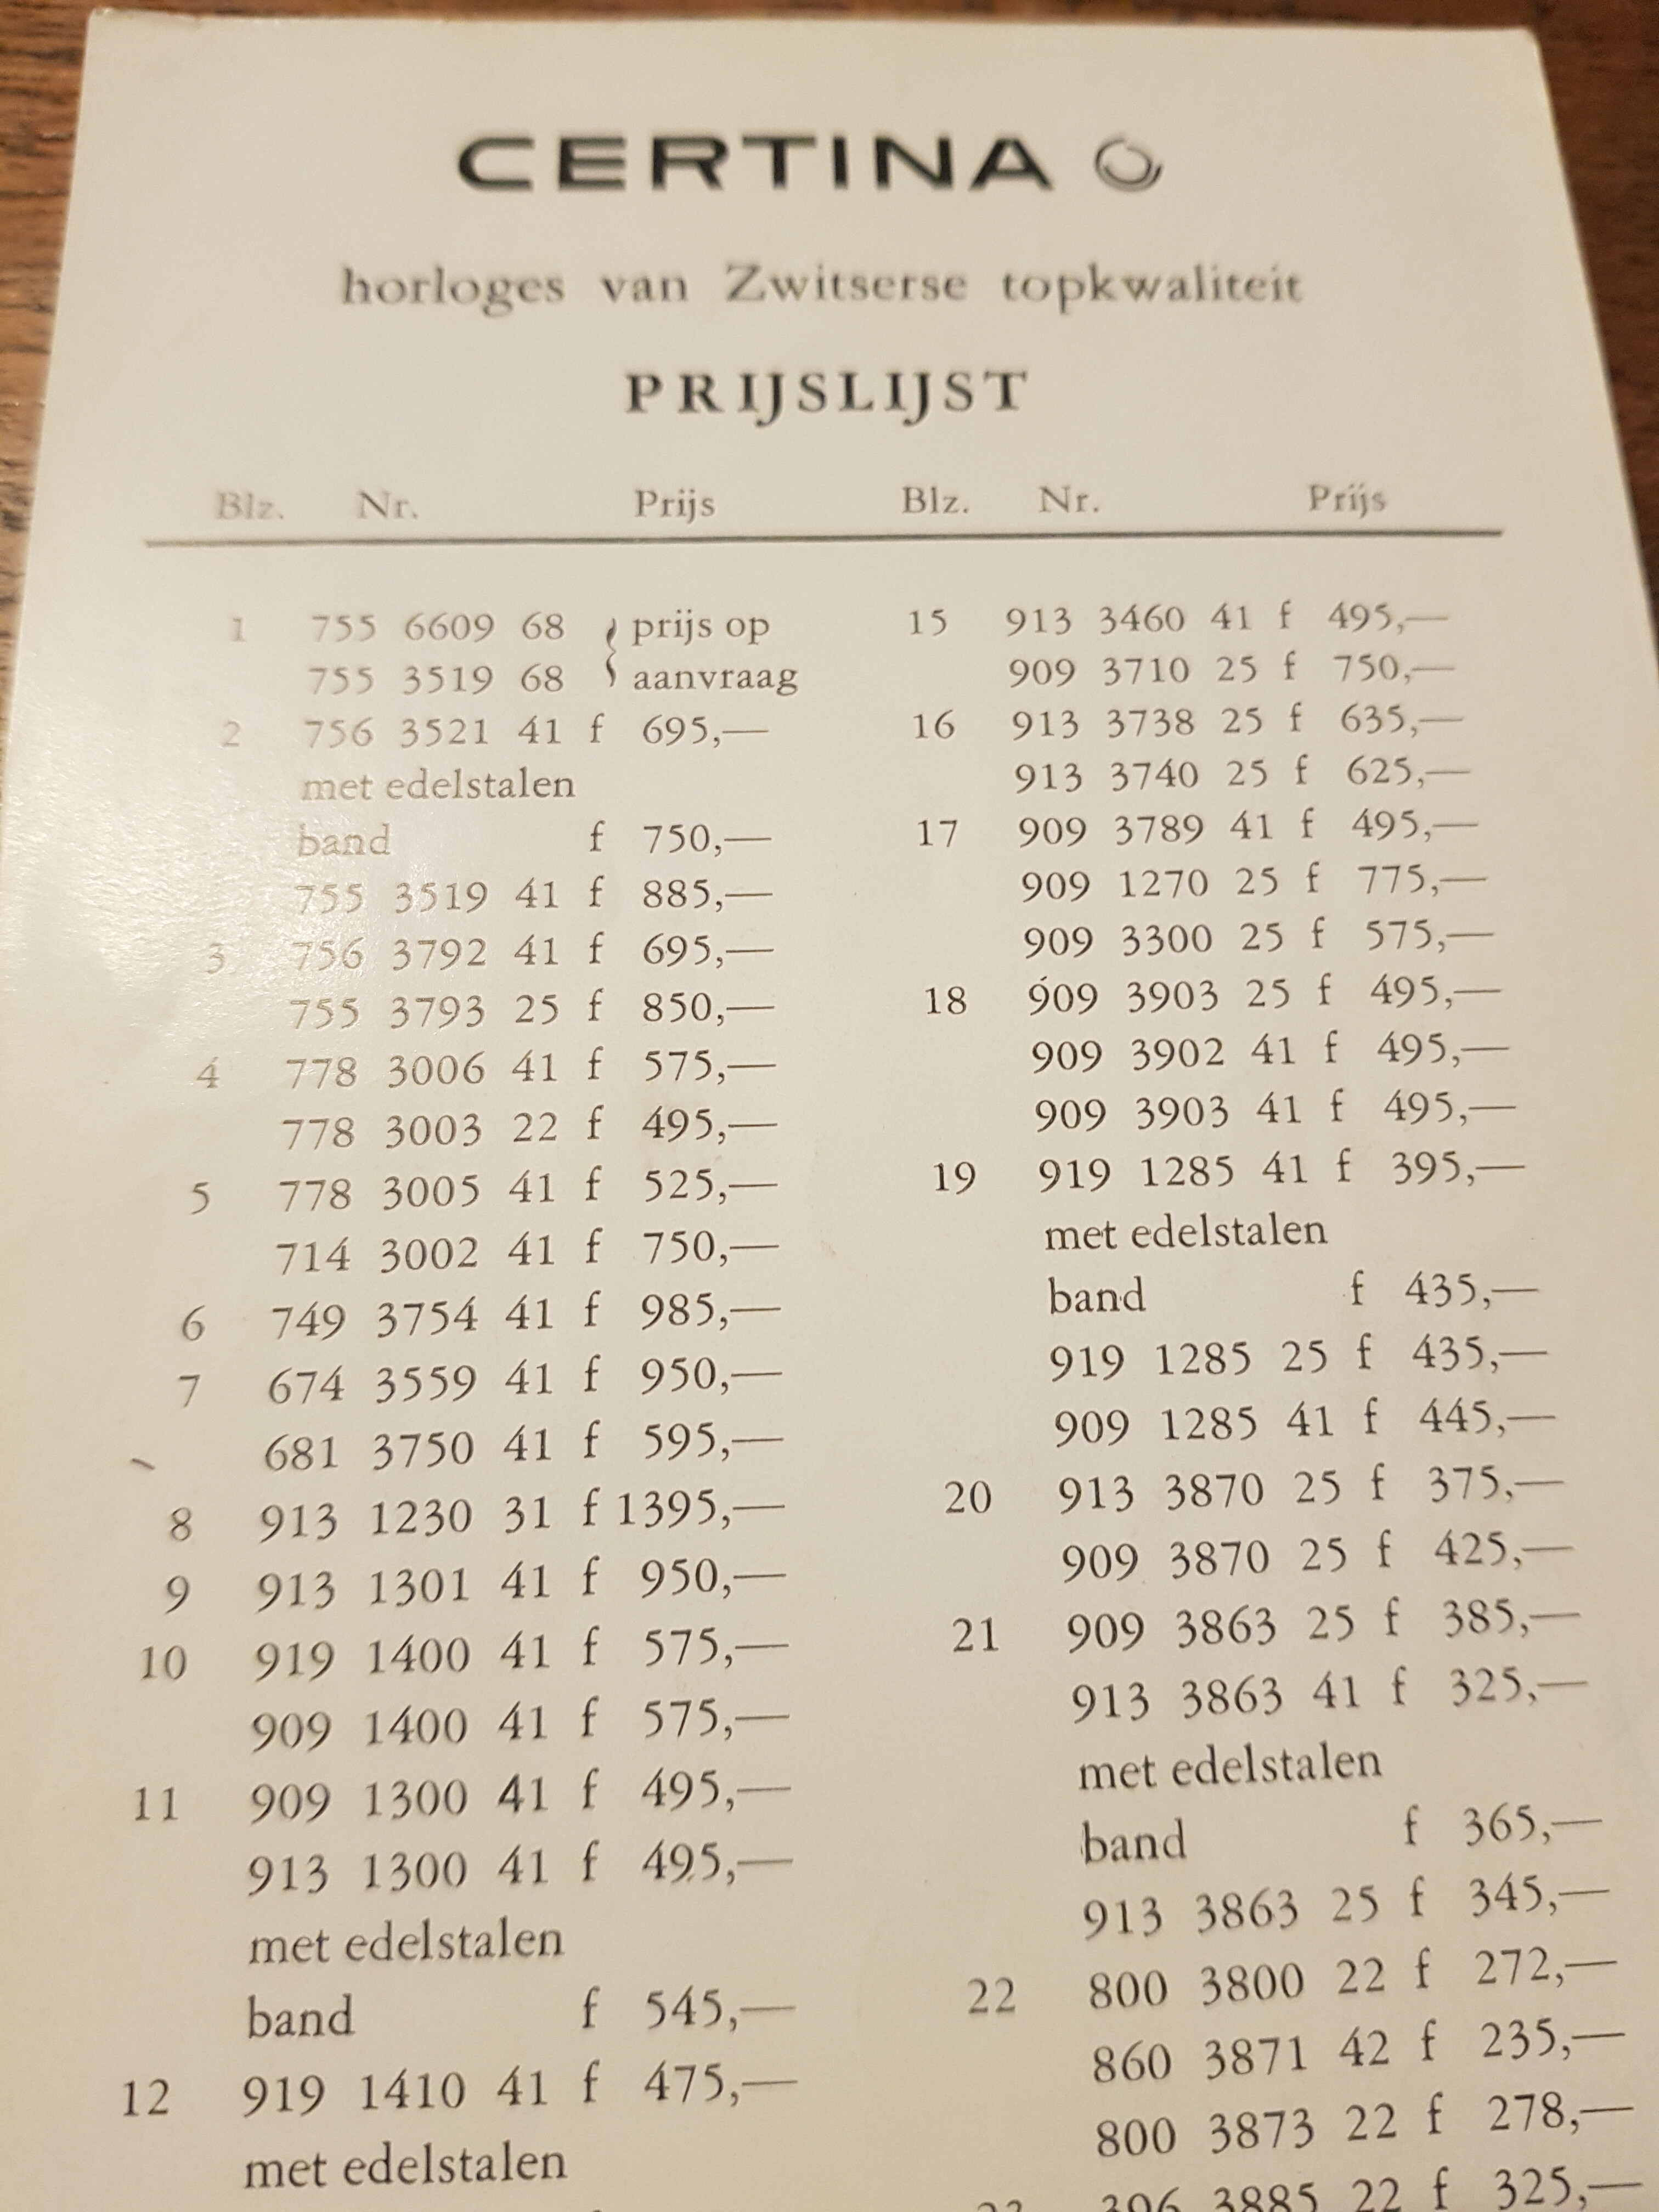 CERTINA
horloges van Zwitserse topkwaliteit
PRIJSLIJST
Blz. Nr. Prijs
1 755 6609 68 } prijs op
755 3519 68 aanvraag
2 756 3521 41 f 695,—
met edelstalen
band f 750,—
755 3519 41 f 885,—
3 756 3792 41 f 695,—
755 3793 25 f 850,—
4 778 3006 41 f 575,—
778 3003 22 f 495,—
5 778 3005 41 f 525,—
714 3002 41 f 750,—
6 749 3754 41 f 985,—
7 674 3559 41 f 950,—
681 3750 41 f 595,—
8 913 1230 31 f 1395,—
9 913 1301 41 f 950,—
10 919 1400 41 f 575,—
909 1400 41 f 575,—
11 909 1300 41 f 495,—
913 1300 41 f 495,—
met edelstalen
band f 545,—
12 919 1410 41 f 475,—
met edelstalen
Blz. Nr. Prijs
15 913 3460 41 f 495,—
909 3710 25 f 750,—
16 913 3738 25 f 635,—
913 3740 25 f 625,—
17 909 3789 41 f 495,—
909 1270 25 f 775,—
909 3300 25 f 575,—
18 909 3903 25 f 495,—
909 3902 41 f 495,—
909 3903 41 f 495,—
19 919 1285 41 f 395,—
met edelstalen
band f 435,—
919 1285 25 f 435,—
909 1285 41 f 445,—
20 913 3870 25 f 375,—
909 3870 25 f 425,—
21 909 3863 25 f 385,—
913 3863 41 f 325,—
met edelstalen
band f 365,—
913 3863 25 f 345,—
22 800 3800 22 f 272,—
860 3871 42 f 235,—
800 3873 22 f 278,—
3885 22 f 325,—